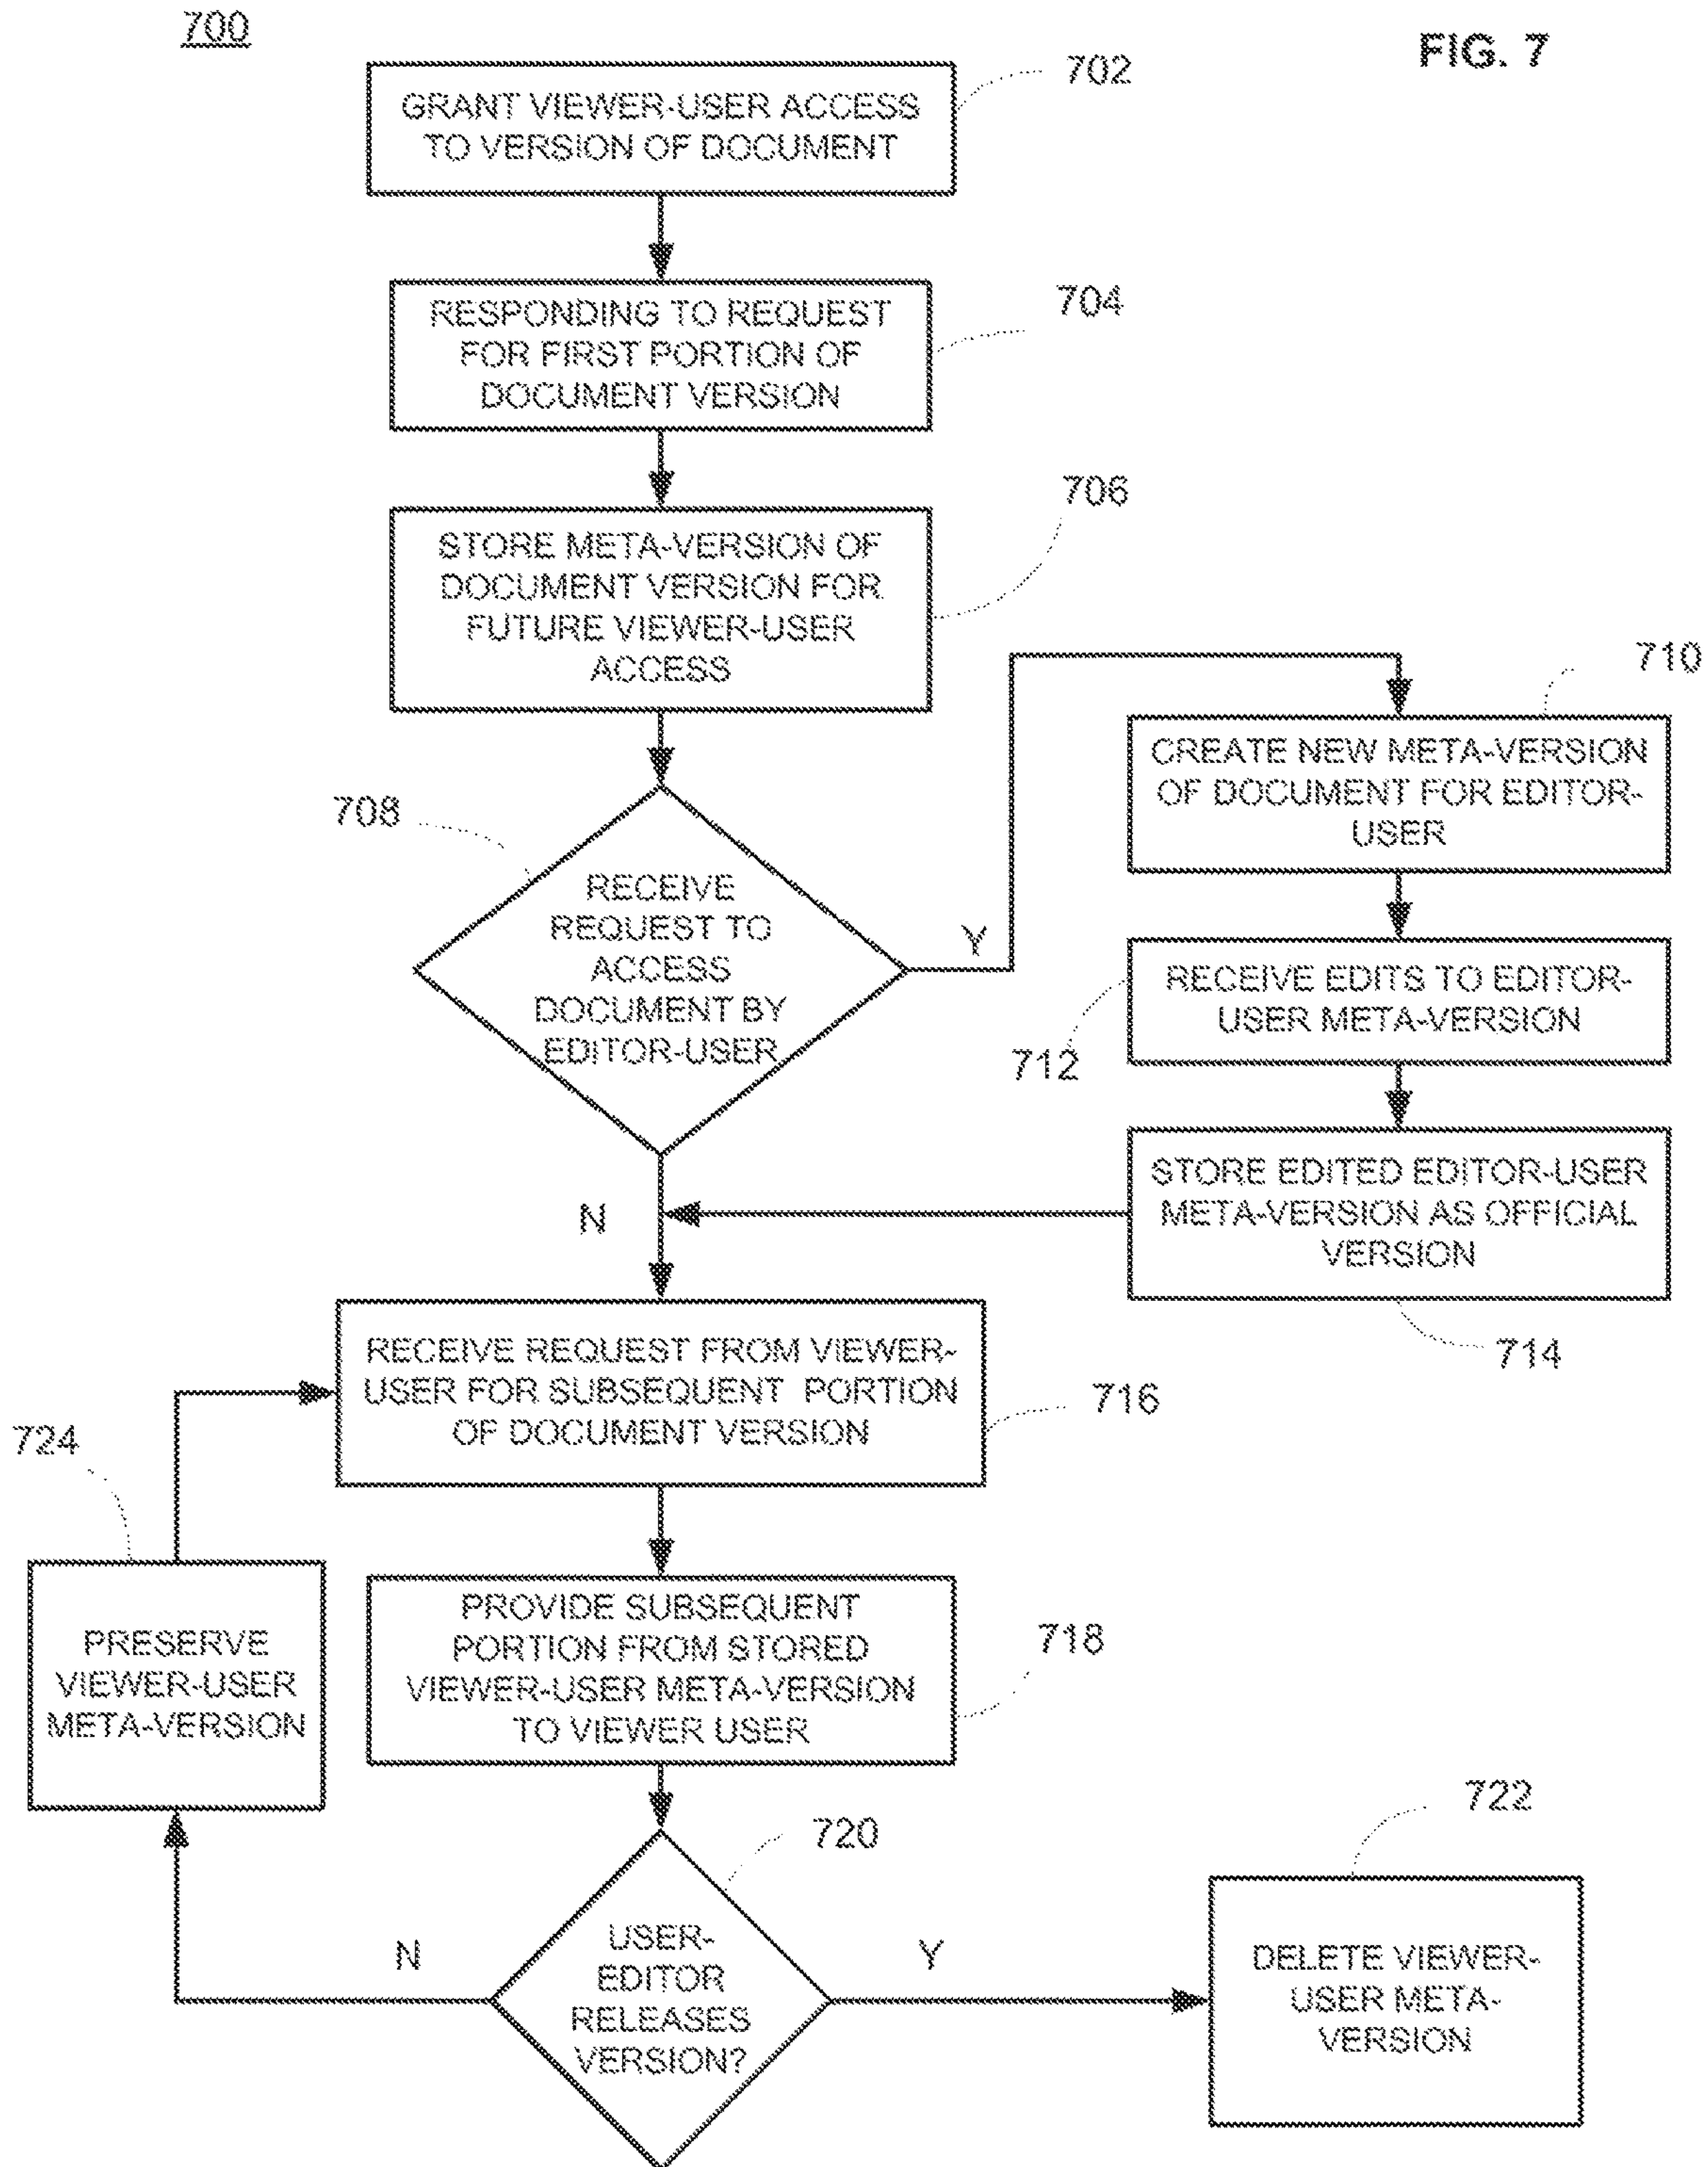 700
FIG. 7
702
GRANT VIEWER-USER ACCESS
TO VERSION OF DOCUMENT
704
RESPONDING TO REQUEST
FOR FIRST PORTION OF
DOCUMENT VERSION
706
STORE META-VERSION OF
DOCUMENT VERSION FOR
FUTURE VIEWER-USER
ACCESS
710
CREATE NEW META-VERSION
OF DOCUMENT FOR EDITOR-
USER
708
RECEIVE
REQUEST TO
ACCESS
DOCUMENT BY
EDITOR-USER
Y
RECEIVE EDITS TO EDITOR-
USER META-VERSION
712
STORE EDITED EDITOR-USER
META-VERSION AS OFFICIAL
VERSION
N
714
RECEIVE REQUEST FROM VIEWER-
USER FOR SUBSEQUENT PORTION
OF DOCUMENT VERSION
716
724
PRESERVE
VIEWER-USER
META-VERSION
PROVIDE SUBSEQUENT
PORTION FROM STORED
VIEWER-USER META-VERSION
TO VIEWER USER
718
720
722
N
USER-
EDITOR
RELEASES
VERSION?
Y
DELETE VIEWER-
USER META-
VERSION